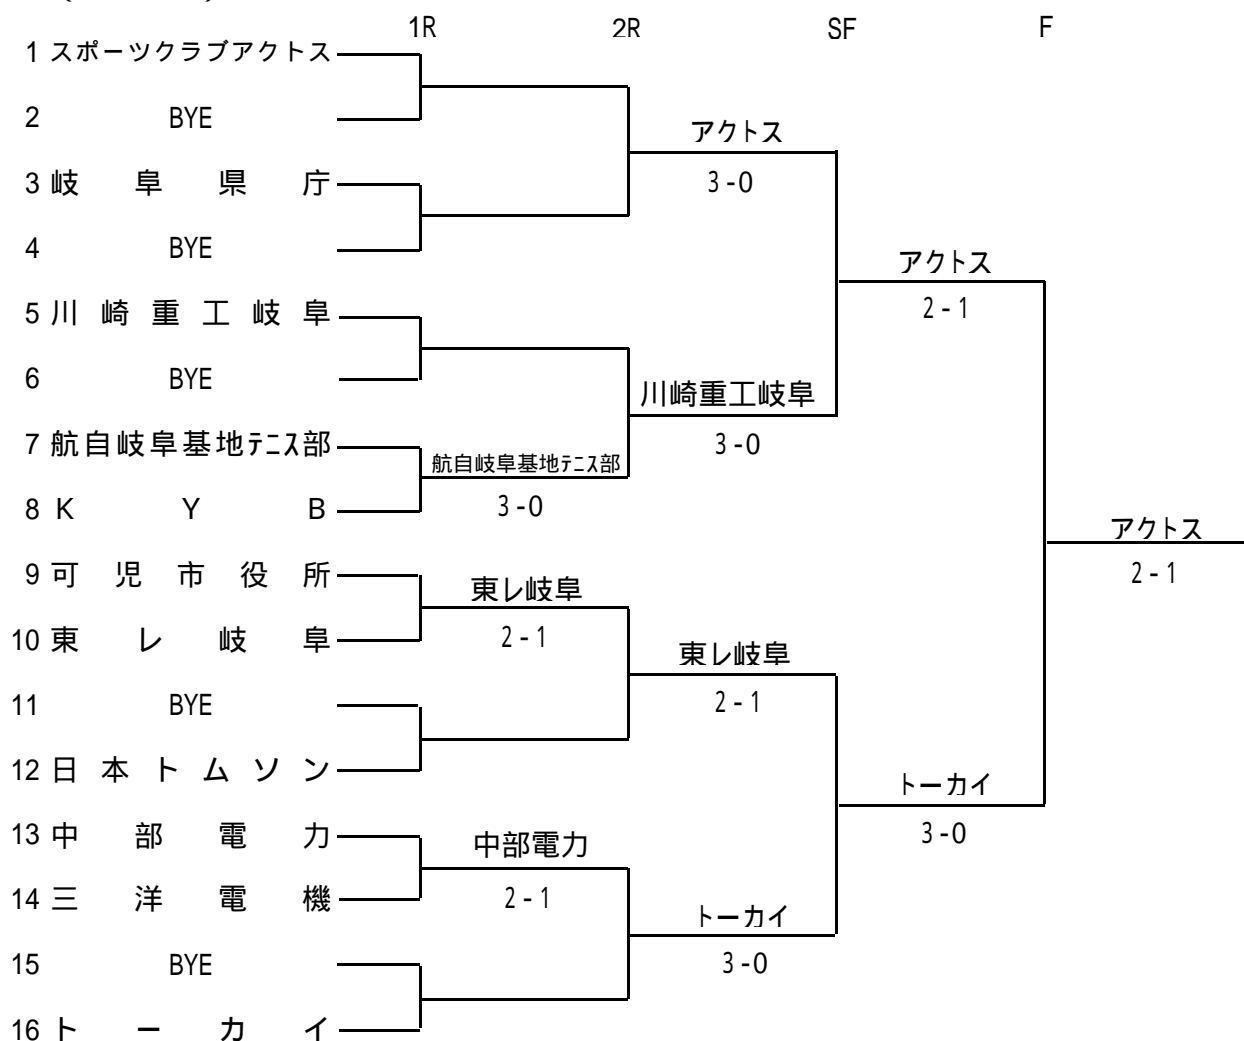 1R 2R SF F
1 スポーツクラブアクトス
2 BYE
アクトス
3 岐阜県庁
3-0
4 BYE
アクトス
5 川崎重工岐阜
2-1
6 BYE
川崎重工岐阜
7 航自岐阜基地ﾃﾆｽ部
3-0
航自岐阜基地ﾃﾆｽ部
8 KYB
3-0
アクトス
9 可児市役所
2-1
東レ岐阜
10 東レ岐阜
2-1
東レ岐阜
11 BYE
2-1
12 日本トムソン
トーカイ
13 中部電力
3-0
中部電力
14 三洋電機
2-1
トーカイ
15 BYE
3-0
16 トーカイ